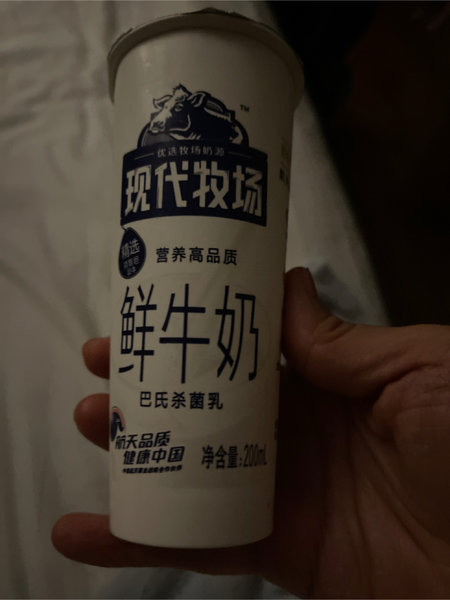 TM
优选牧场奶源
现代牧场
精选
营养高品质
鲜牛奶
巴氏杀菌乳
航天品质
健康中国
净含量:200mL